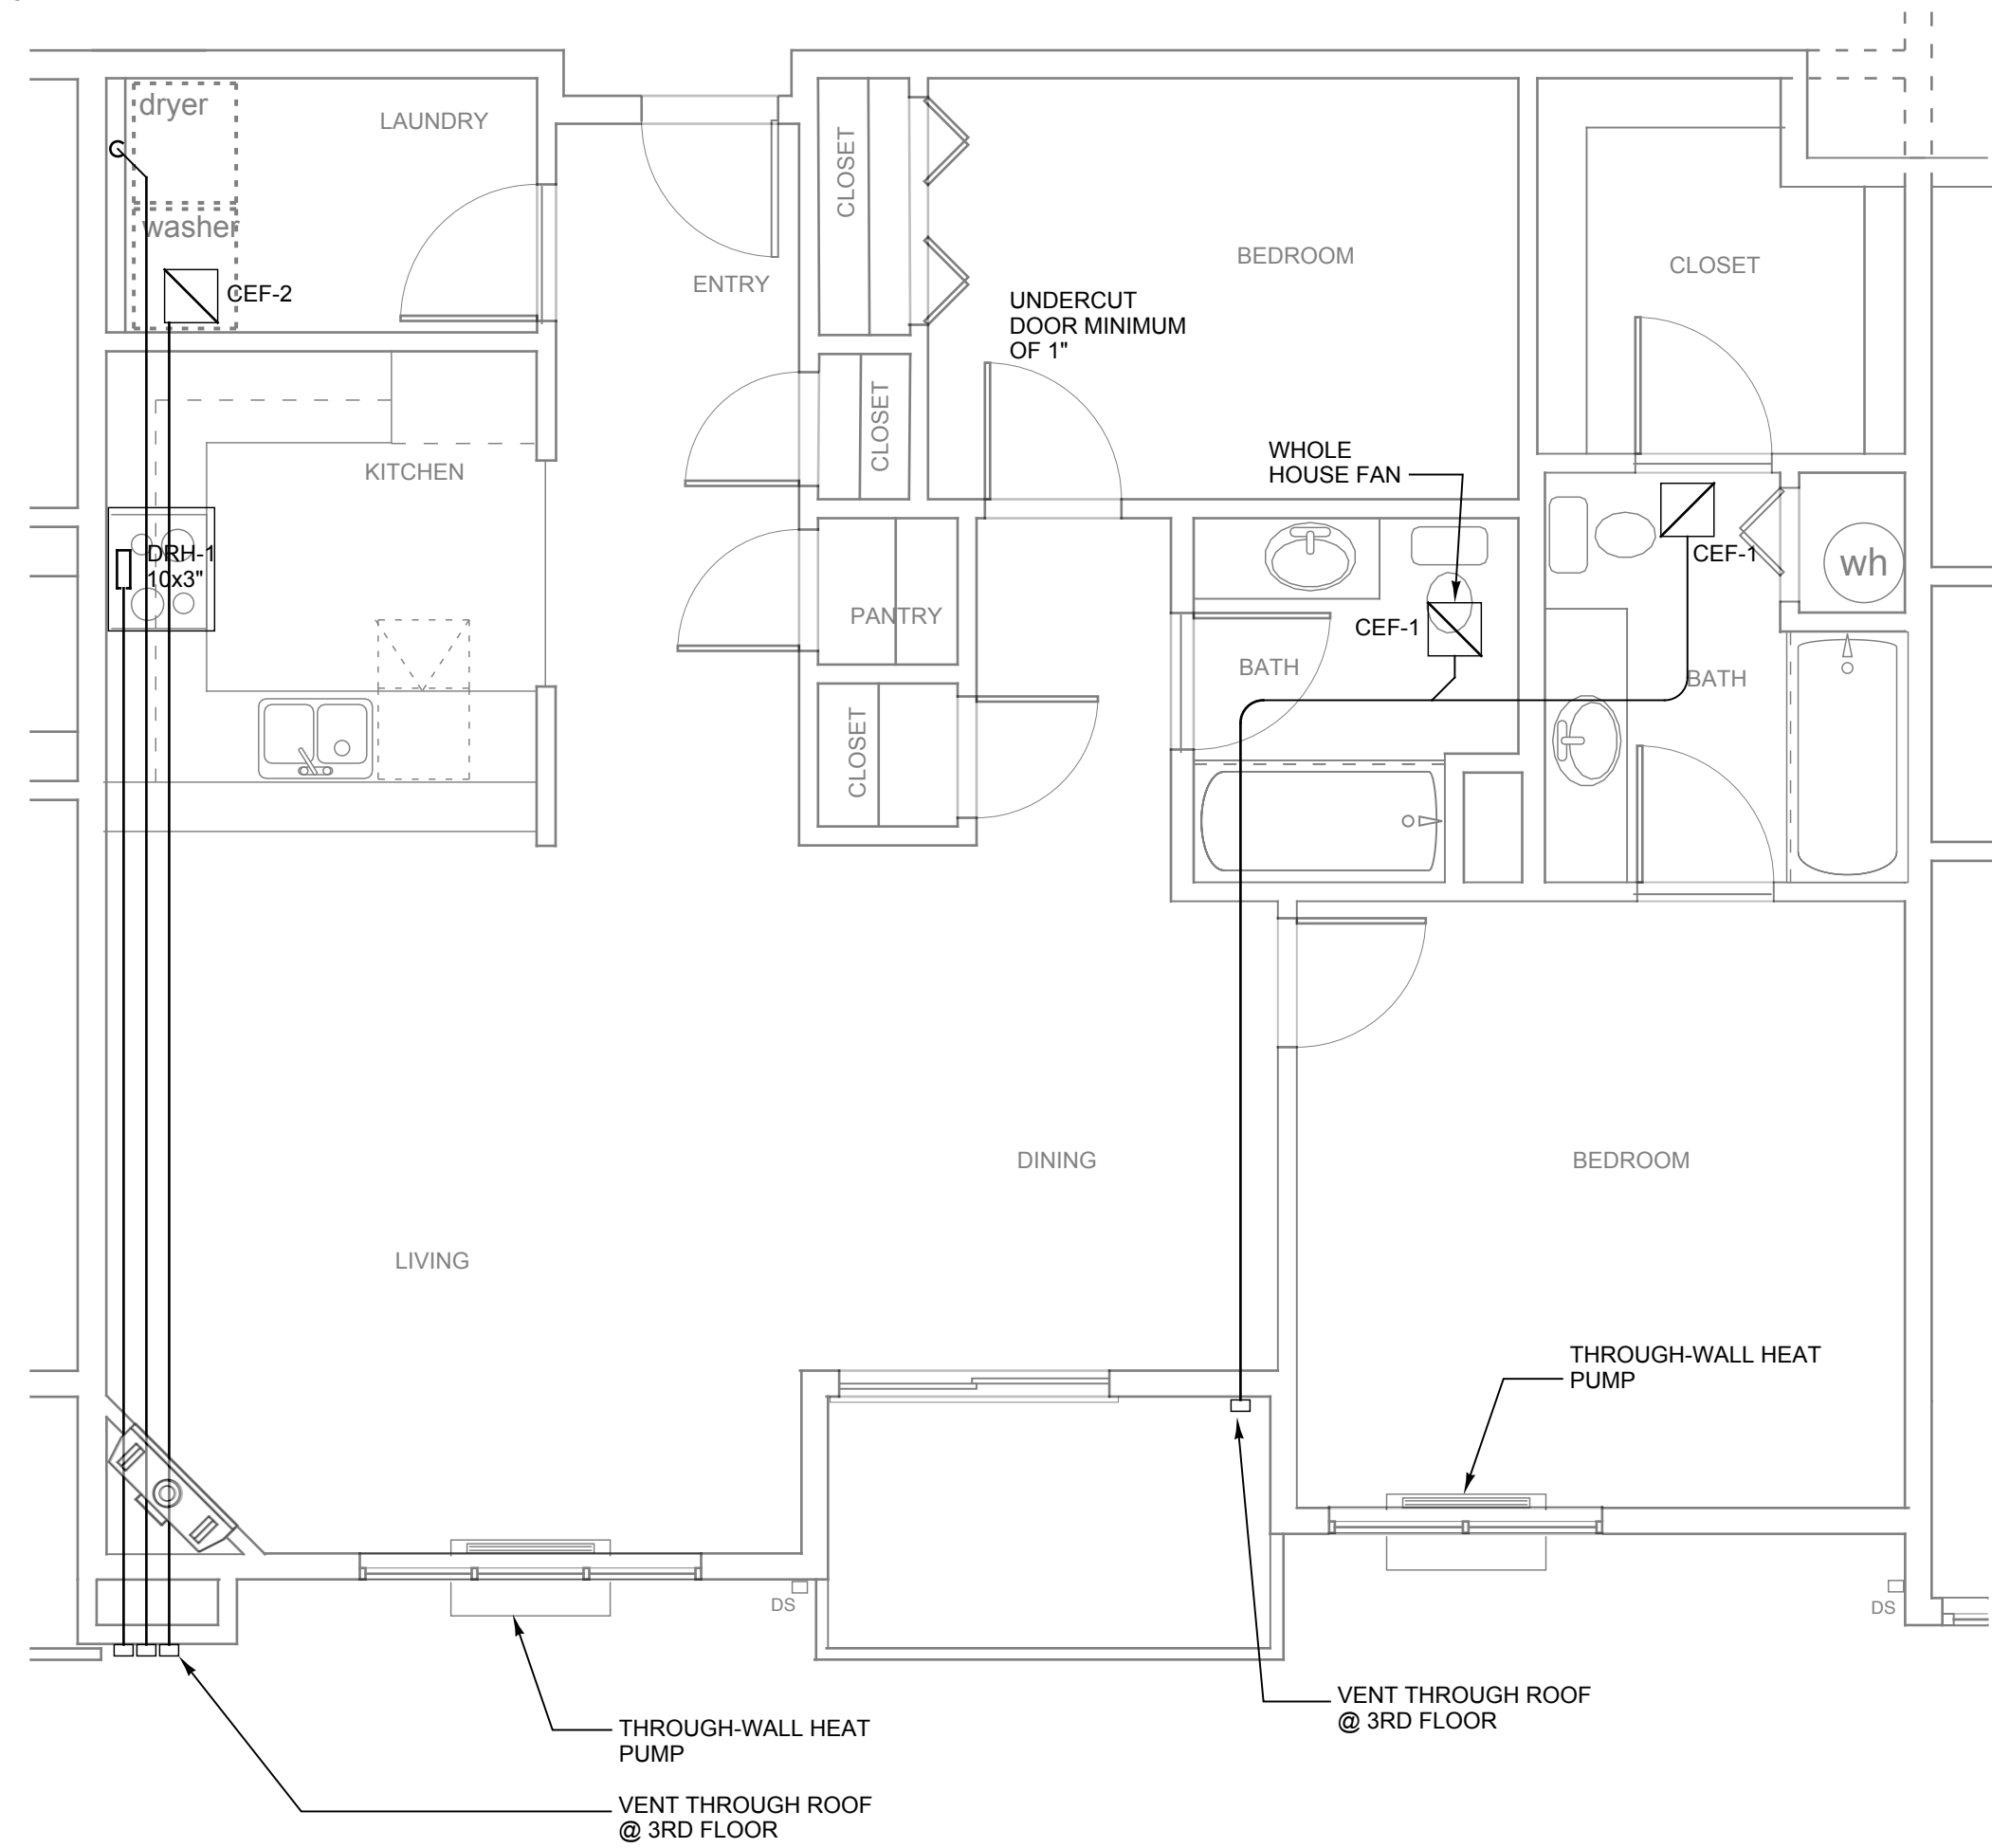 dryer
LAUNDRY
washer
CEF-2
ENTRY
CLOSET
BEDROOM
CLOSET
UNDERCUT
DOOR MINIMUM
OF 1"
CLOSET
KITCHEN
WHOLE
HOUSE FAN
DRH-1
10x3"
CEF-1
wh
PANTRY
CEF-1
BATH
BATH
CLOSET
DINING
BEDROOM
LIVING
THROUGH-WALL HEAT
PUMP
DS
DS
VENT THROUGH ROOF
@ 3RD FLOOR
THROUGH-WALL HEAT
PUMP
VENT THROUGH ROOF
@ 3RD FLOOR